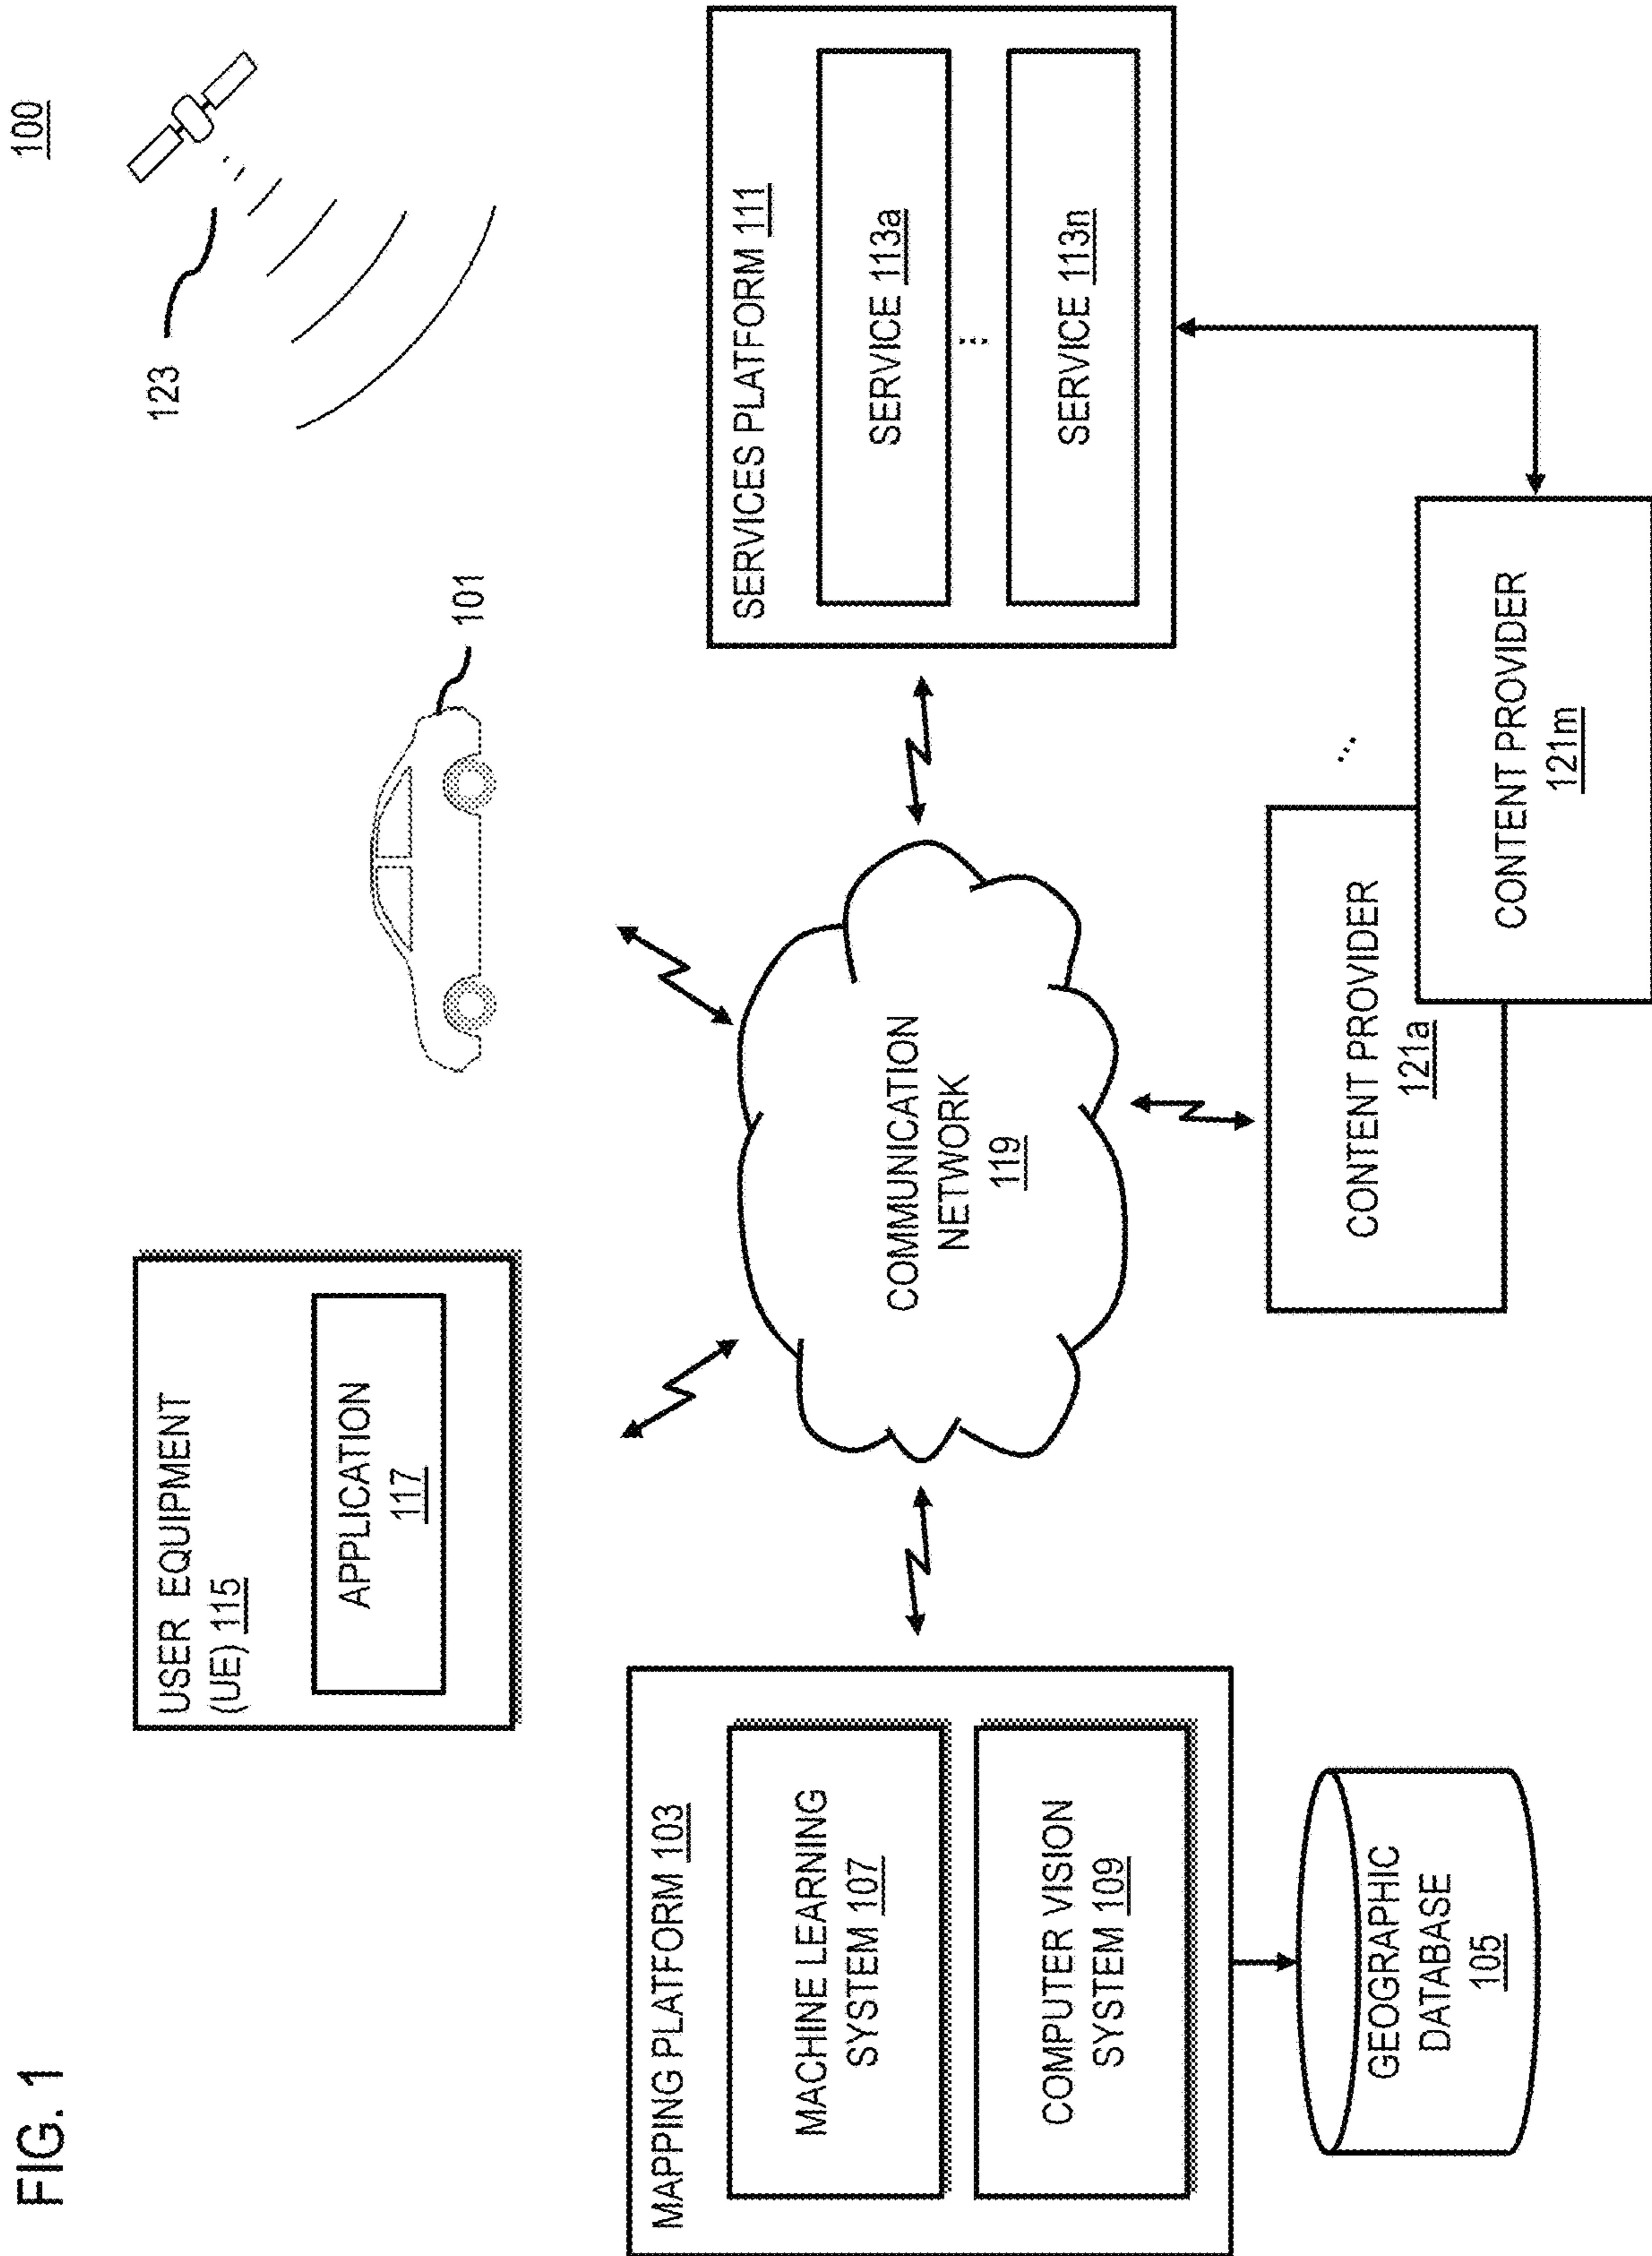 FIG. 1
100
USER EQUIPMENT
(UE) 115
APPLICATION
117
101
123
MAPPING PLATFORM 103
MACHINE LEARNING
SYSTEM 107
COMPUTER VISION
SYSTEM 109
GEOGRAPHIC
DATABASE
105
COMMUNICATION
NETWORK
119
SERVICES PLATFORM 111
SERVICE 113a
...
SERVICE 113n
CONTENT PROVIDER
121a
...
CONTENT PROVIDER
121m